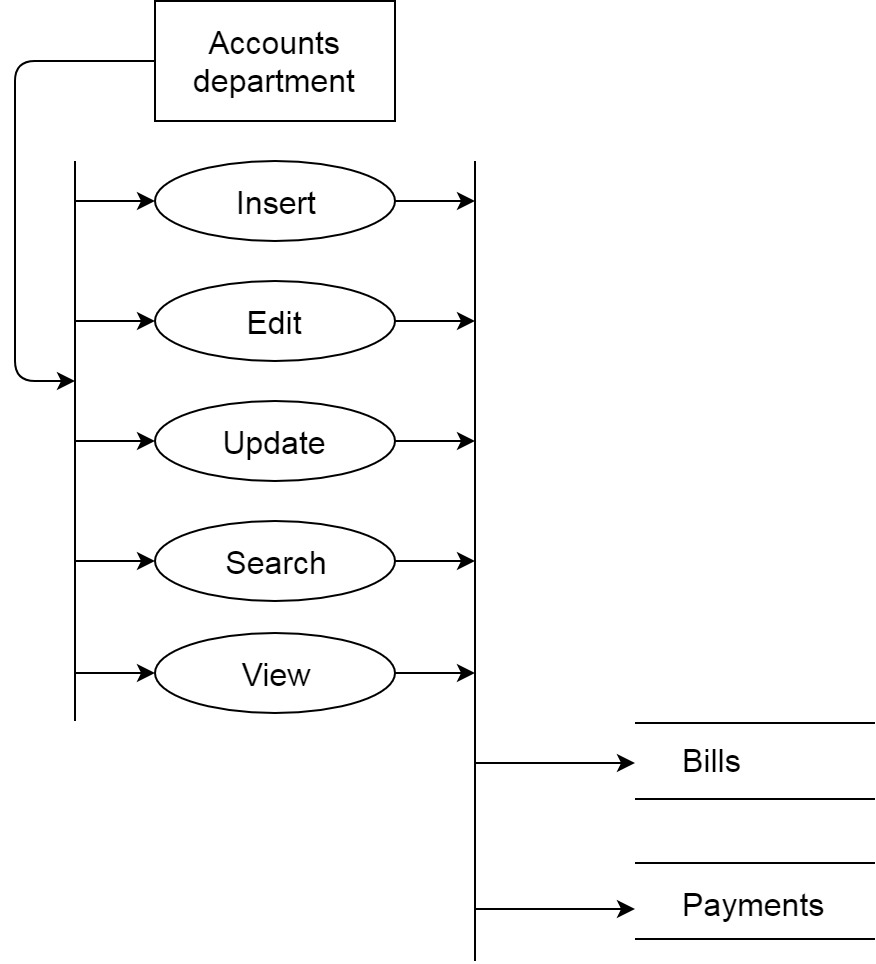 Accounts
department
Insert
Edit
Update
Search
View
Bills
Payments